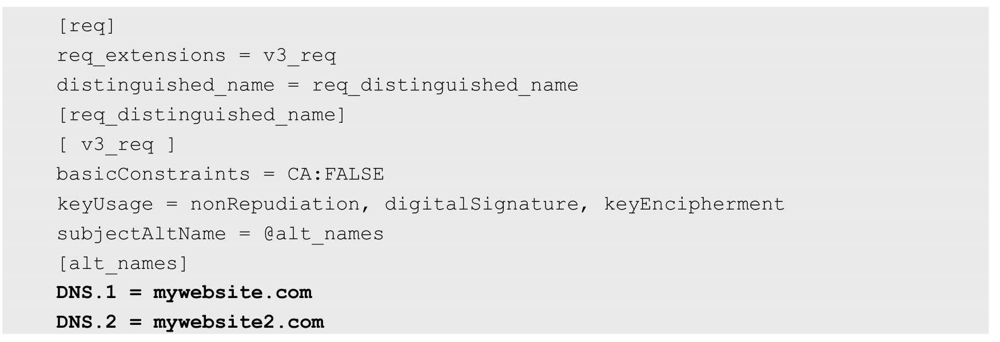 [req]
req_extensions = v3_req
distinguished_name = req_distinguished_name
[req_distinguished_name]
[ v3_req ]
basicConstraints = CA:FALSE
keyUsage = nonRepudiation, digitalSignature, keyEncipherment
subjectAltName = @alt_names
[alt_names]
DNS.1 = mywebsite.com
DNS.2 = mywebsite2.com